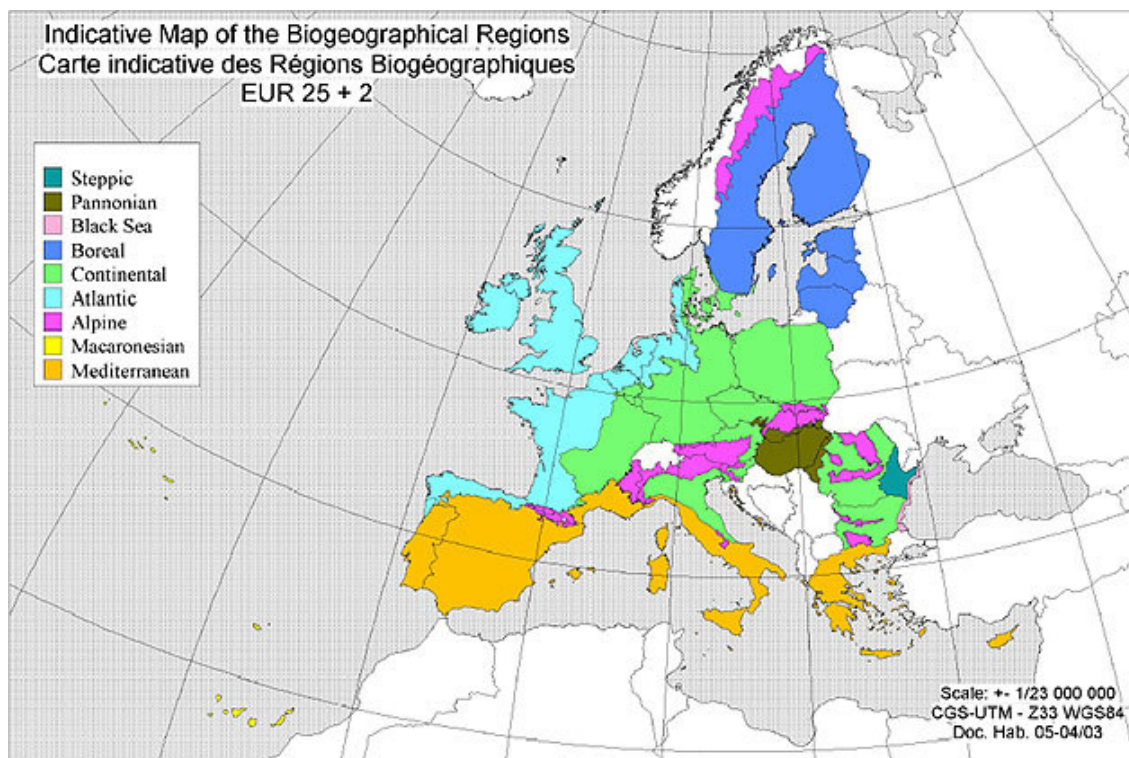 Indicative Map of the Biogeographical Regions
Carte indicative des Régions Biogéographiques
EUR 25 + 2
Steppic
Pannonian
Black Sea
Boreal
Continental
Atlantic
Alpine
Macaronesian
Mediterranean
Scale: +- 1/23 000 000
CGS-UTM - Z33 WGS84
Doc. Hab. 05-04/03